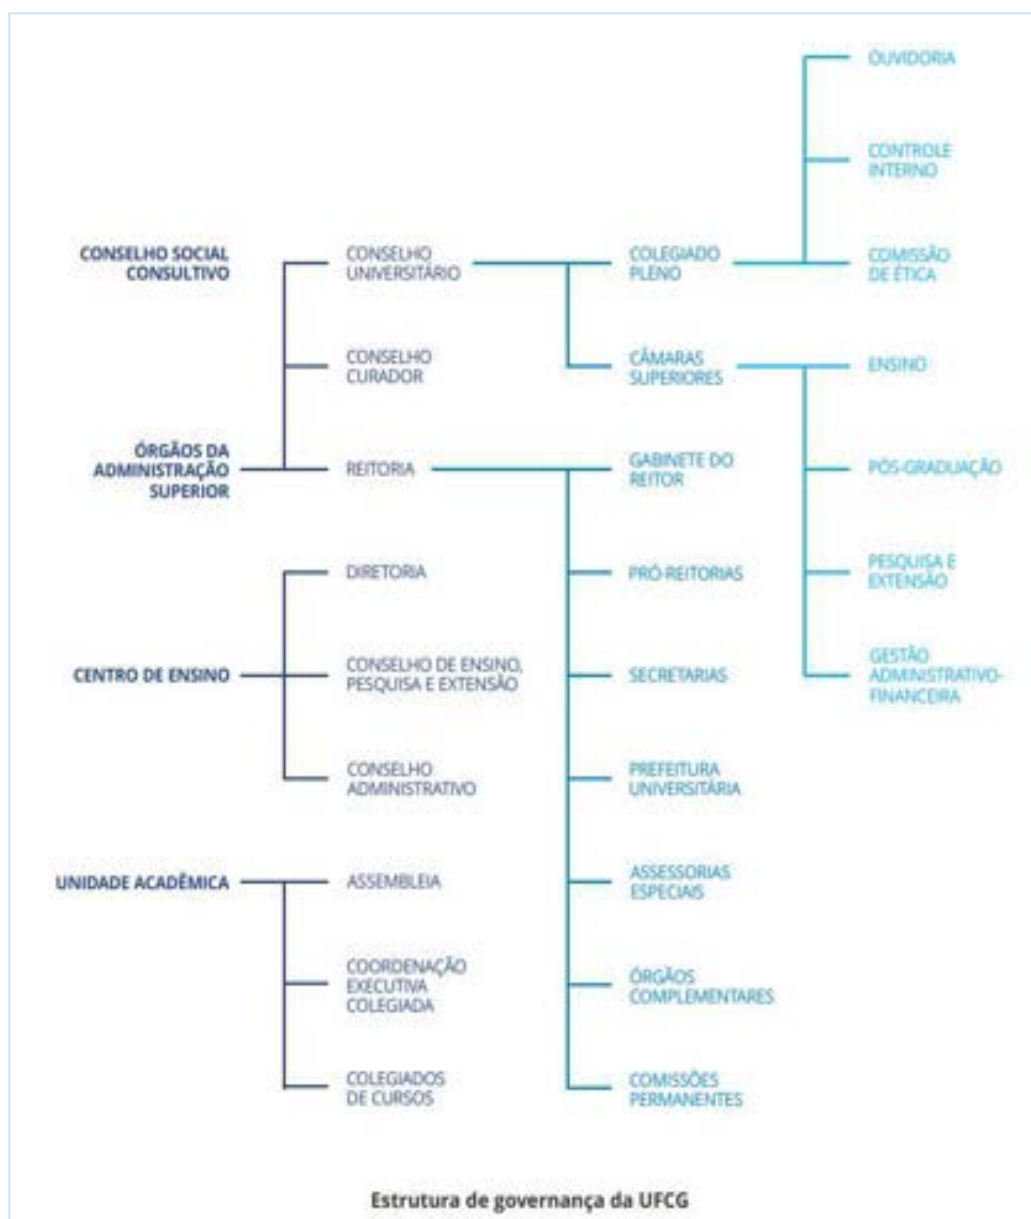 OUVIDORIA
CONTROLE
INTERNO
CONSELHO SOCIAL
CONSULTIVO
CONSELHO
UNIVERSITÁRIO
COLEGIADO
PLENO
COMISSÃO
DE ÉTICA
CONSELHO
CURADOR
CÂMARAS
SUPERIORES
ENSINO
ÓRGÃOS DA
ADMINISTRAÇÃO
SUPERIOR
REITORIA
GABINETE DO
REITOR
PÓS-GRADUAÇÃO
DIRETORIA
PRÓ-REITORIAS
PESQUISA E
EXTENSÃO
CENTRO DE ENSINO
CONSELHO DE ENSINO,
PESQUISA E EXTENSÃO
SECRETARIAS
GESTÃO
ADMINISTRATIVO-
FINANCEIRA
CONSELHO
ADMINISTRATIVO
PREFEITURA
UNIVERSITÁRIA
UNIDADE ACADÊMICA
ASSEMBLEIA
ASSESSORIAS
ESPECIAIS
COORDENAÇÃO
EXECUTIVA
COLEGIADA
ÓRGÃOS
COMPLEMENTARES
COLEGIADOS
DE CURSOS
COMISSÕES
PERMANENTES
Estrutura de governança da UFCG